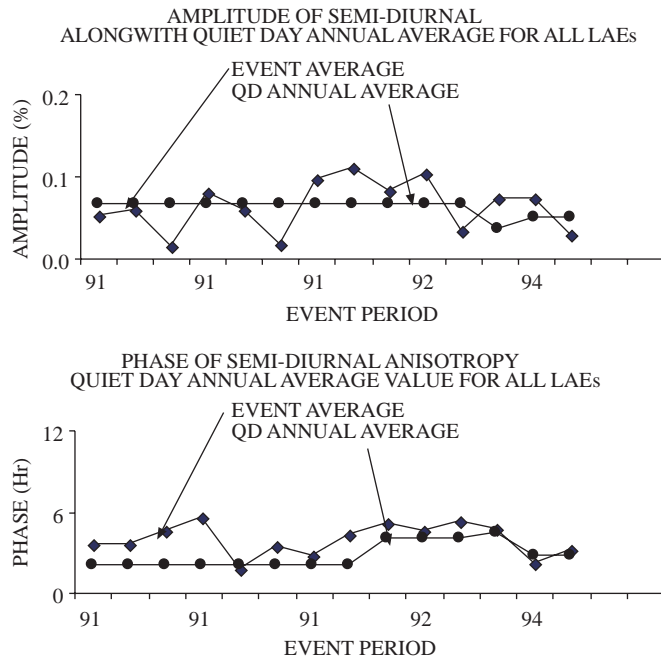 AMPLITUDE OF SEMI-DIURNAL
ALONGWITH QUIET DAY ANNUAL AVERAGE FOR ALL LAEs
EVENT AVERAGE
QD ANNUAL AVERAGE
AMPLITUDE (%)
0.2
0.1
0.0
91 91 91 92 94
EVENT PERIOD
PHASE OF SEMI-DIURNAL ANISOTROPY
QUIET DAY ANNUAL AVERAGE VALUE FOR ALL LAEs
EVENT AVERAGE
QD ANNUAL AVERAGE
PHASE (Hr)
12
6
0
91 91 91 92 94
EVENT PERIOD